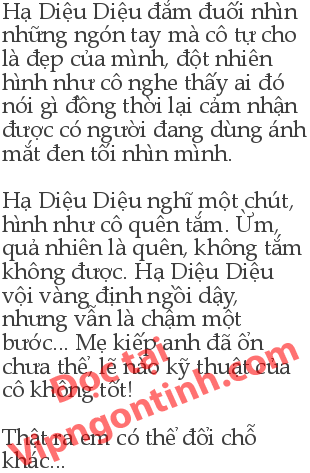 Hạ Diệu Diệu đắm đuối nhìn
những ngón tay mà cô tự cho
là đẹp của mình, đột nhiên
hình như cô nghe thấy ai đó
nói gì đồng thời lại cảm nhận
được có người đang dùng ánh
mắt đen tối nhìn mình.
Hạ Diệu Diệu nghĩ một chút,
hình như cô quên tắm. Ừm,
quả nhiên là quên, không tắm
không được. Hạ Diệu Diệu
vội vàng định ngồi dậy,
nhưng vẫn là chậm một
bước... Mẹ kiếp anh đã ổn
chưa thế, lẽ nào kỹ thuật của
cô không tốt!
Thật ra em có thể đổi chỗ
khác...
Đọc tại
Vipngontinh.com